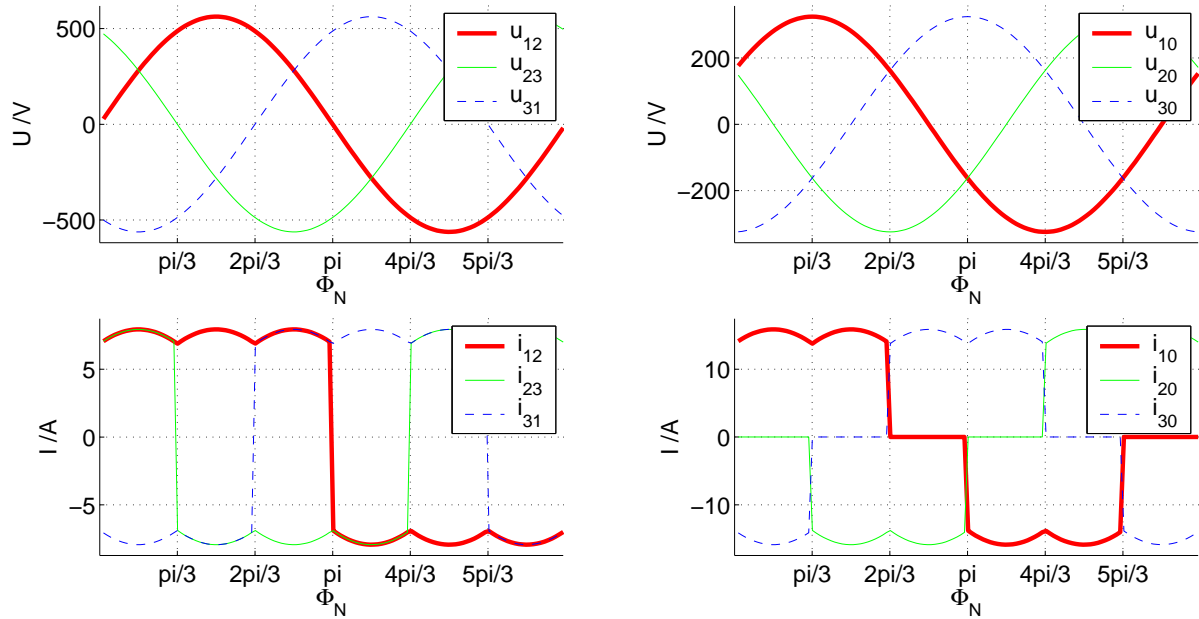 500
0
−500
U /V
u12
u23
u31
pi/3 2pi/3 pi 4pi/3 5pi/3
ΦN
200
0
−200
U /V
u10
u20
u30
pi/3 2pi/3 pi 4pi/3 5pi/3
ΦN
5
0
−5
I /A
i12
i23
i31
pi/3 2pi/3 pi 4pi/3 5pi/3
ΦN
10
0
−10
I /A
i10
i20
i30
pi/3 2pi/3 pi 4pi/3 5pi/3
ΦN